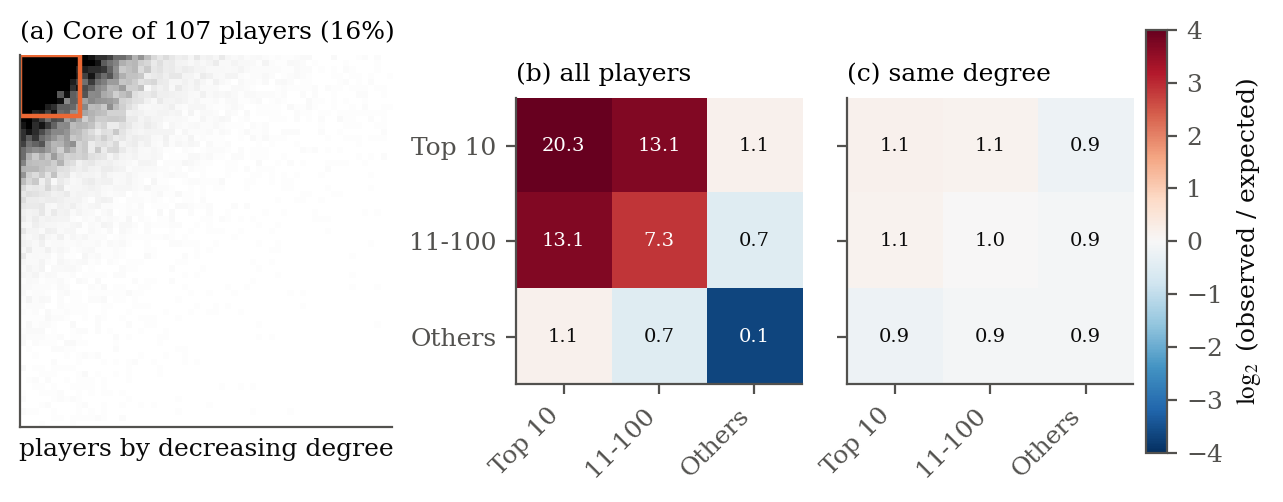 (a) Core of 107 players (16%)
players by decreasing degree
(b) all players
Top 10
11-100
Others
20.3 13.1 1.1
13.1 7.3 0.7
1.1 0.7 0.1
Top 10 11-100 Others
(c) same degree
1.1 1.1 0.9
1.1 1.0 0.9
0.9 0.9 0.9
Top 10 11-100 Others
4
3
2
1
0
−1
−2
−3
−4
log₂ (observed / expected)